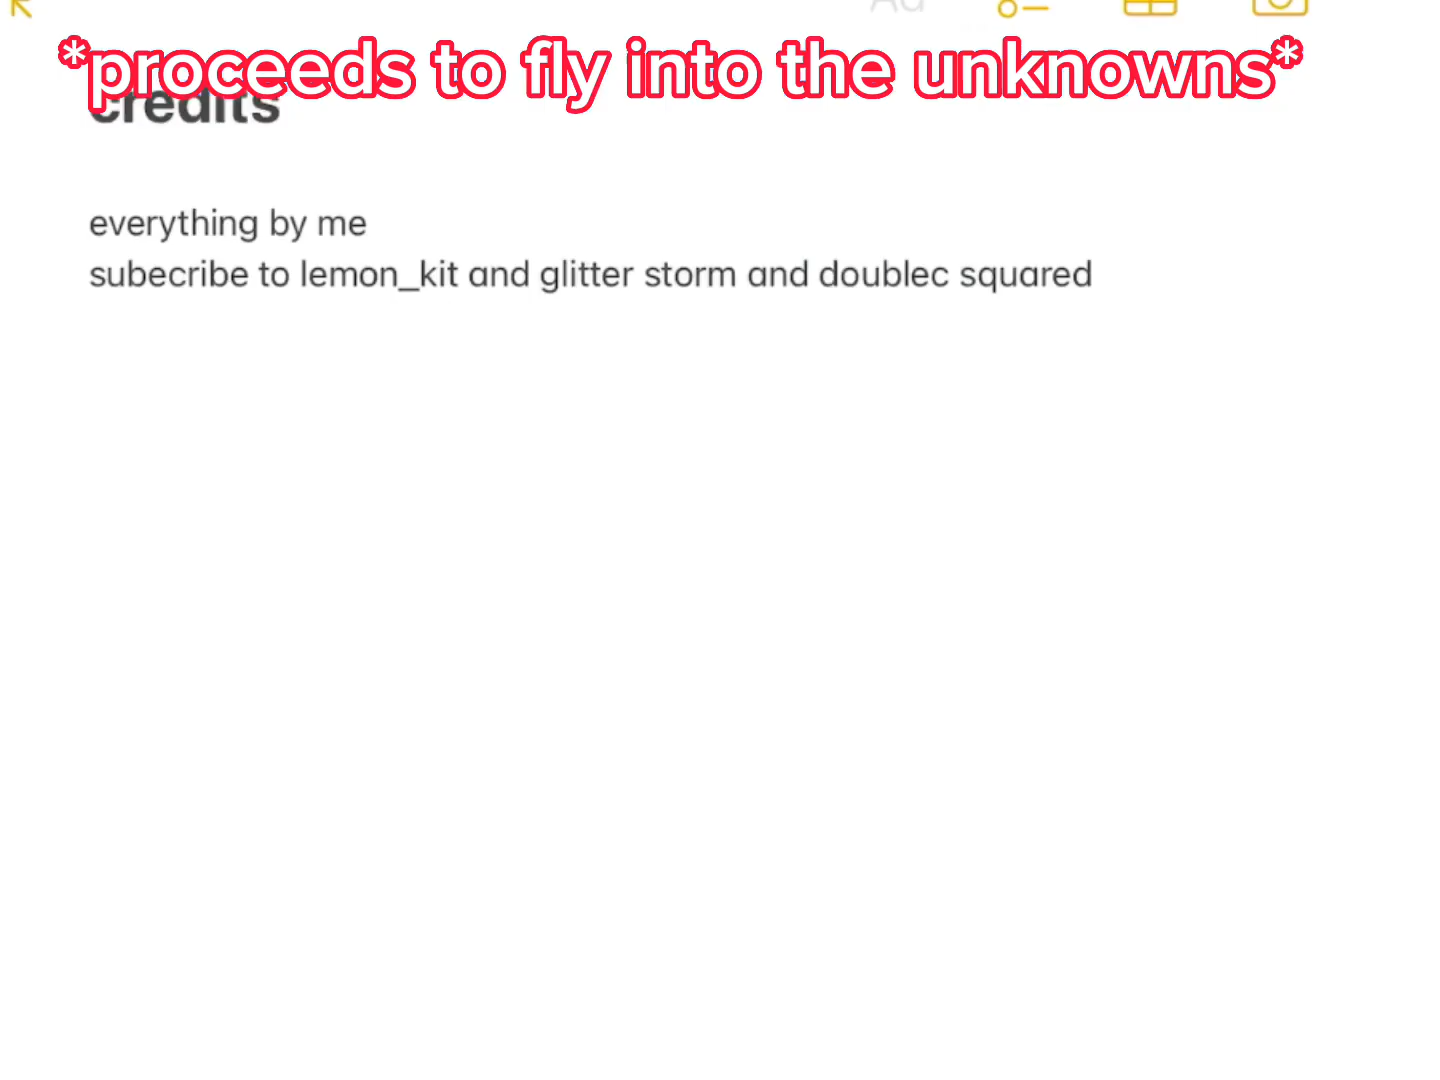 Aa
*proceeds to fly into the unknowns*
credits
everything by me
subecribe to lemon_kit and glitter storm and doublec squared